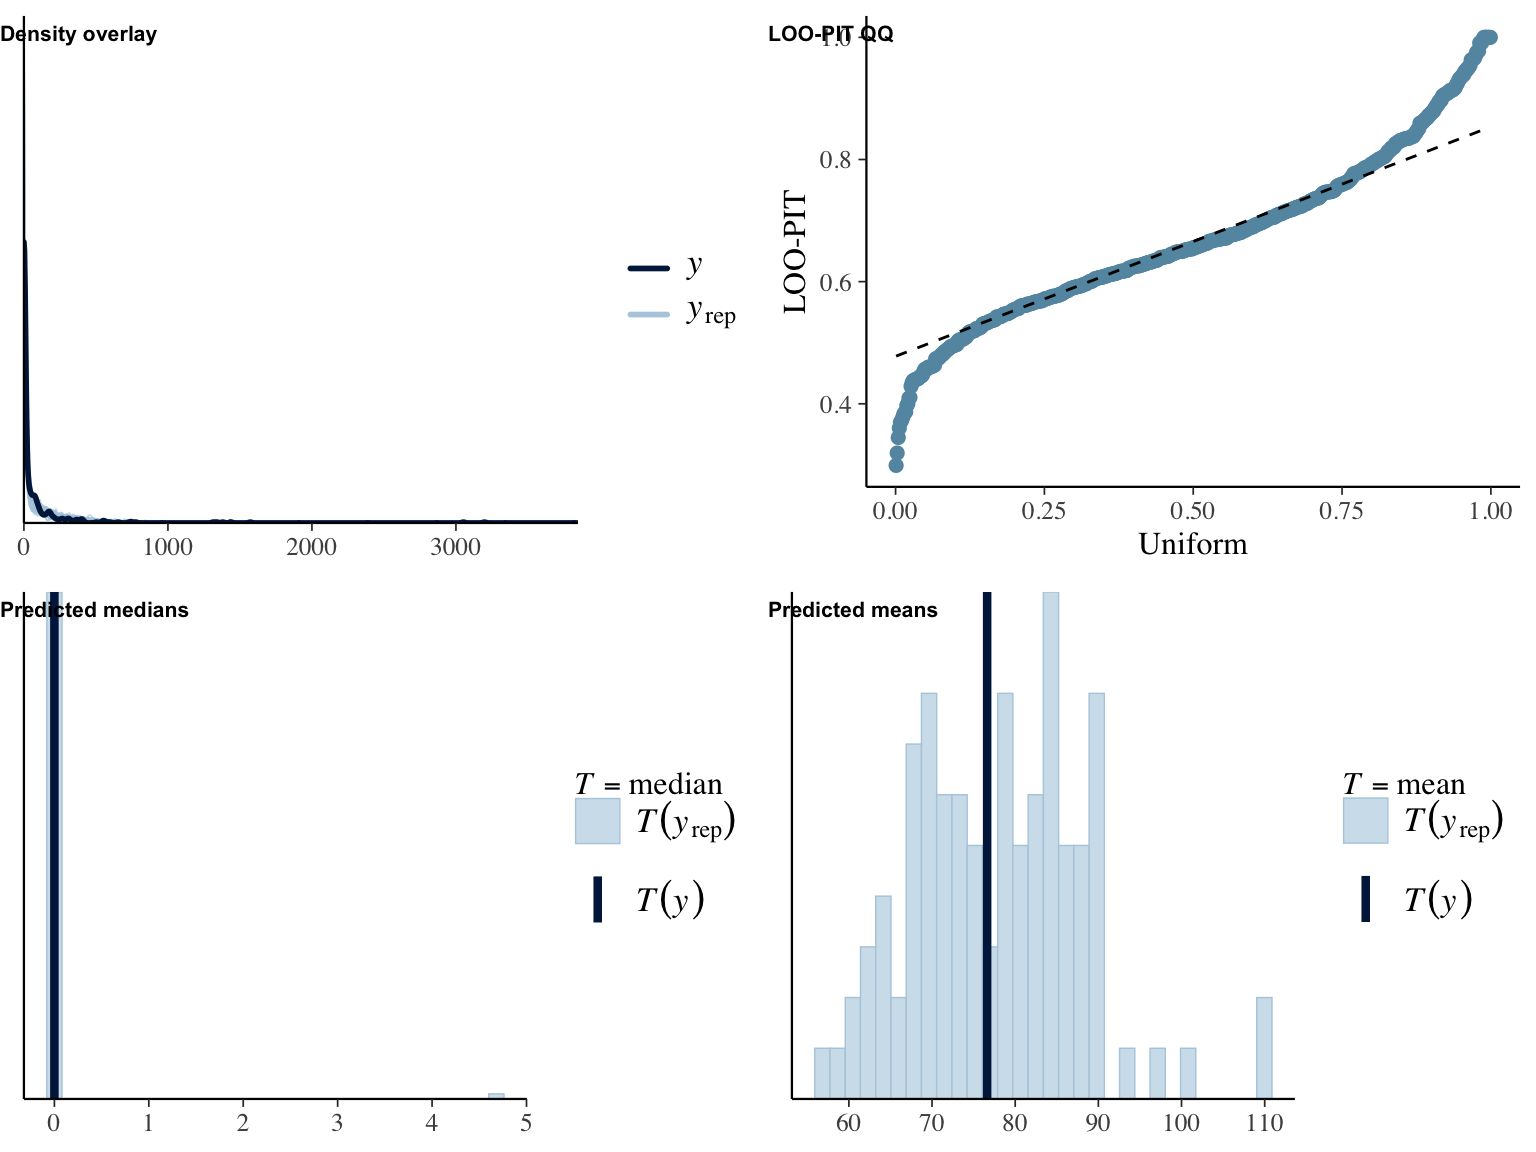 Density overlay
y
yrep
0 1000 2000 3000
LOO-PIT QQ
1.0
0.8
0.6
0.4
LOO-PIT
0.00 0.25 0.50 0.75 1.00
Uniform
Predicted medians
T = median
T(yrep)
T(y)
0 1 2 3 4 5
Predicted means
T = mean
T(yrep)
T(y)
60 70 80 90 100 110